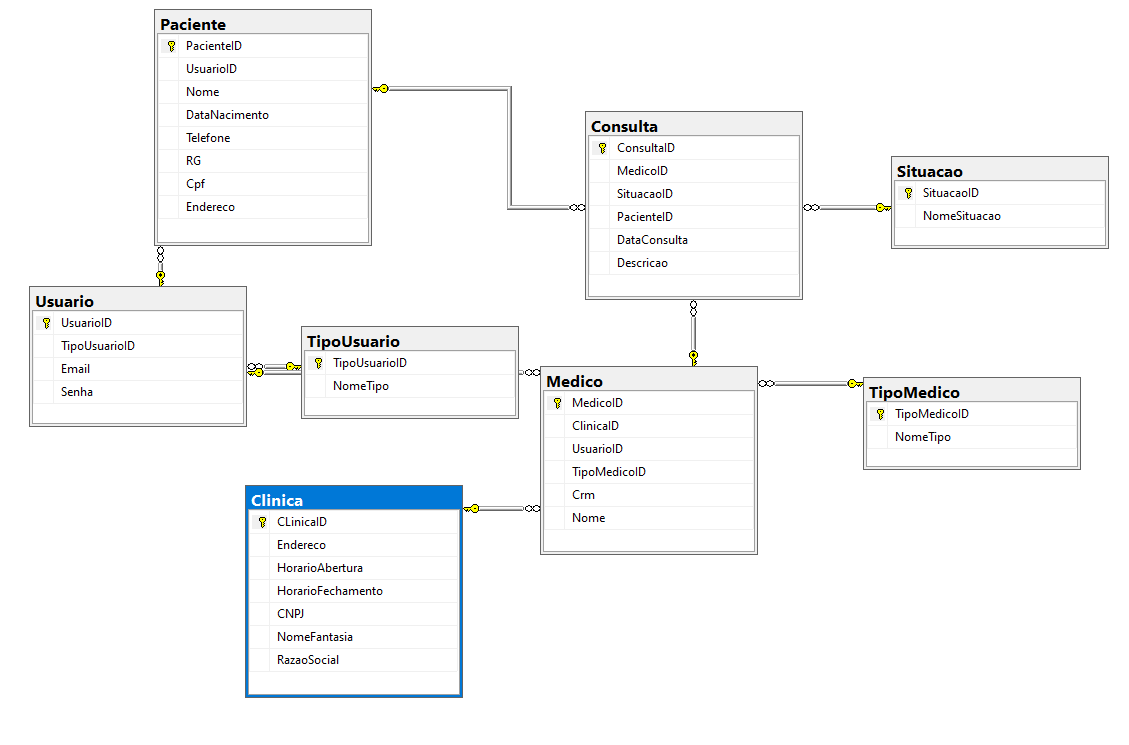 Paciente
PacienteID
UsuarioID
Nome
DataNacimento
Telefone
RG
Cpf
Endereco
Consulta
ConsultaID
MedicoID
SituacaoID
PacienteID
DataConsulta
Descricao
Situacao
SituacaoID
NomeSituacao
Usuario
UsuarioID
TipoUsuarioID
Email
Senha
TipoUsuario
TipoUsuarioID
NomeTipo
Medico
MedicoID
ClinicaID
UsuarioID
TipoMedicoID
Crm
Nome
TipoMedico
TipoMedicoID
NomeTipo
Clinica
CLinicaID
Endereco
HorarioAbertura
HorarioFechamento
CNPJ
NomeFantasia
RazaoSocial